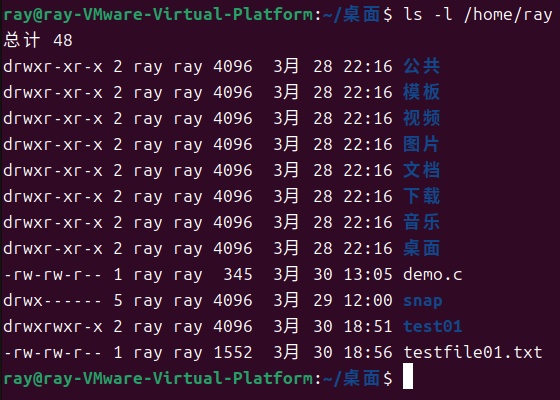 ray@ray-VMware-Virtual-Platform:~/桌面$ ls -l /home/ray
总计 48
drwxr-xr-x 2 ray ray 4096  3月 28 22:16 公共
drwxr-xr-x 2 ray ray 4096  3月 28 22:16 模板
drwxr-xr-x 2 ray ray 4096  3月 28 22:16 视频
drwxr-xr-x 2 ray ray 4096  3月 28 22:16 图片
drwxr-xr-x 2 ray ray 4096  3月 28 22:16 文档
drwxr-xr-x 2 ray ray 4096  3月 28 22:16 下载
drwxr-xr-x 2 ray ray 4096  3月 28 22:16 音乐
drwxr-xr-x 2 ray ray 4096  3月 28 22:16 桌面
-rw-rw-r-- 1 ray ray  345  3月 30 13:05 demo.c
drwx------ 5 ray ray 4096  3月 29 12:00 snap
drwxrwxr-x 2 ray ray 4096  3月 30 18:51 test01
-rw-rw-r-- 1 ray ray 1552  3月 30 18:56 testfile01.txt
ray@ray-VMware-Virtual-Platform:~/桌面$